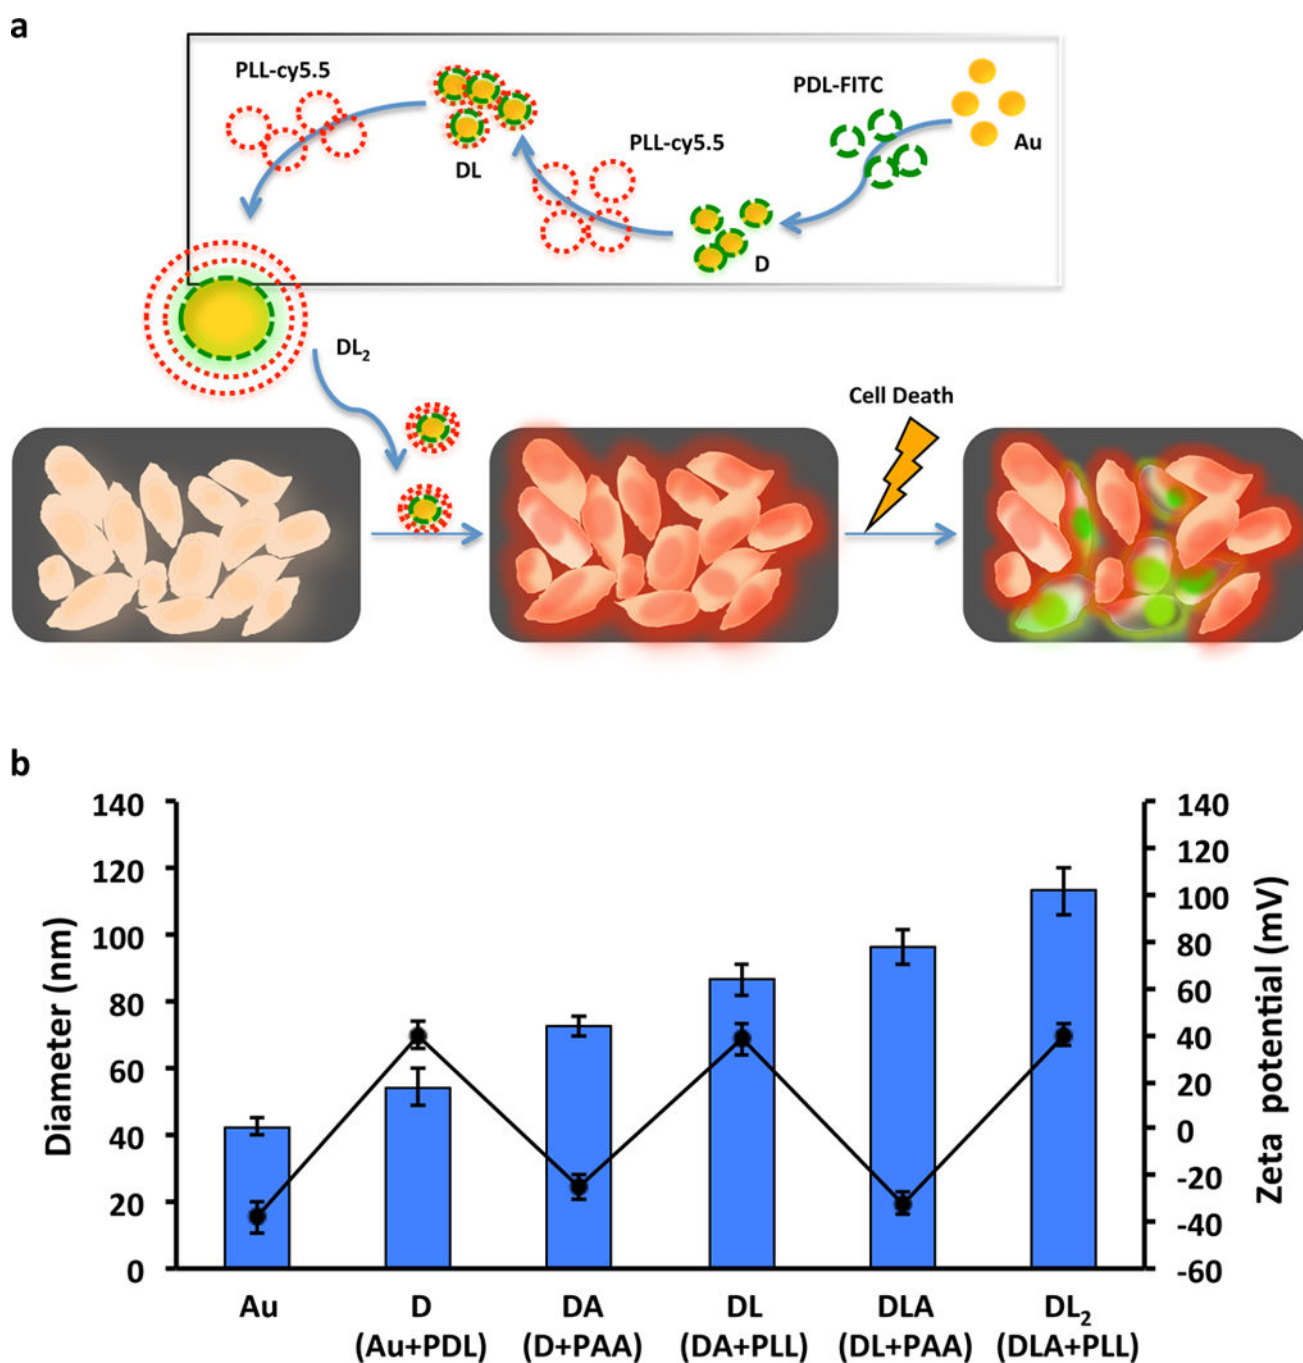 a
PLL-cy5.5
PDL-FITC
Au
PLL-cy5.5
DL
D
DL₂
Cell Death
b
Diameter (nm)
140
120
100
80
60
40
20
0
140
120
100
80
60
40
20
0
-20
-40
-60
Zeta potential (mV)
Au
D
(Au+PDL)
DA
(D+PAA)
DL
(DA+PLL)
DLA
(DL+PAA)
DL₂
(DLA+PLL)